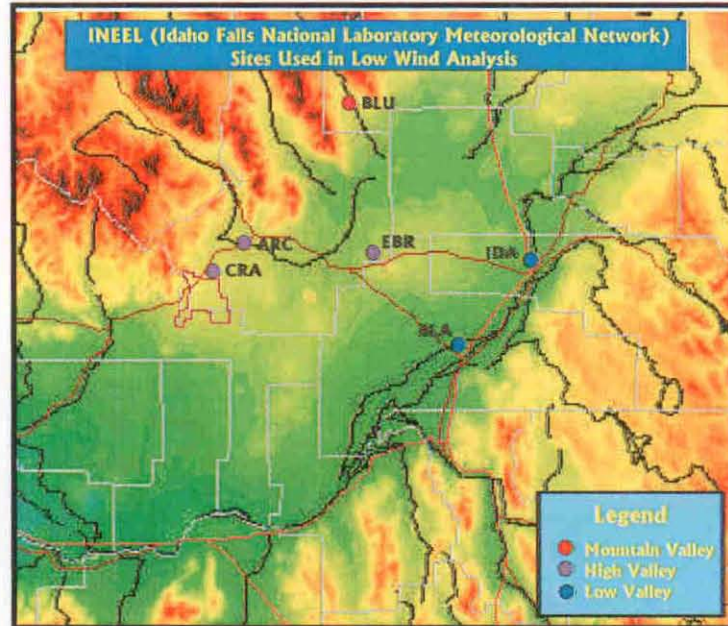 INEEL (Idaho Falls National Laboratory Meteorological Network)
Sites Used in Low Wind Analysis
BLU
ARC
EBR
IDA
CRA
BLA
Legend
Mountain Valley
High Valley
Low Valley